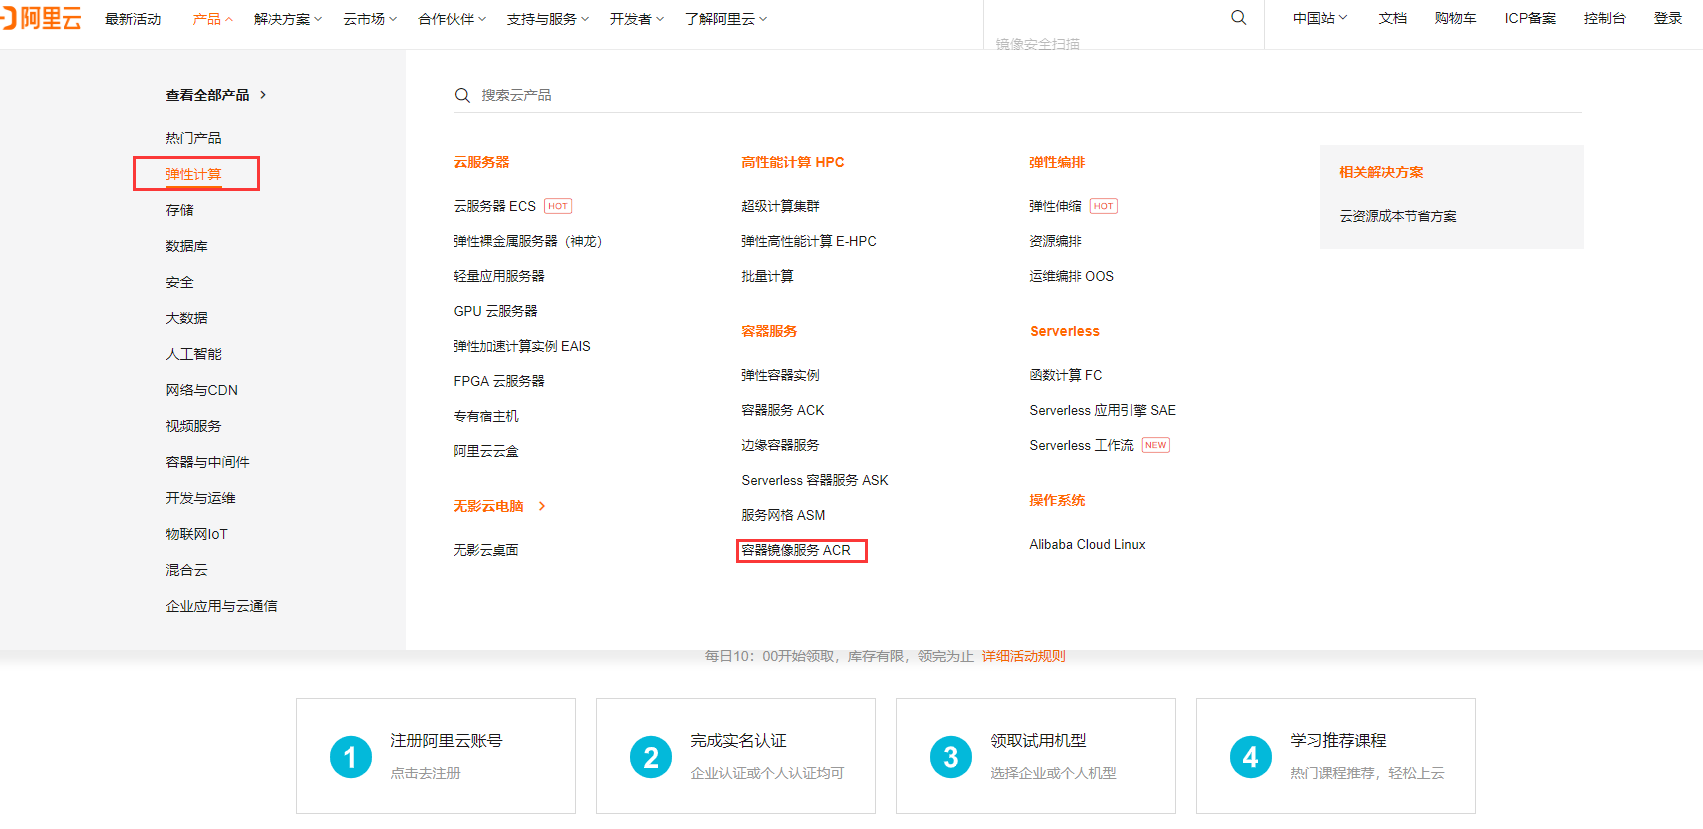 阿里云
最新活动 产品 解决方案 云市场 合作伙伴 支持与服务 开发者 了解阿里云
镜像安全扫描
中国站 文档 购物车 ICP备案 控制台 登录
查看全部产品
热门产品
弹性计算
存储
数据库
安全
大数据
人工智能
网络与CDN
视频服务
容器与中间件
开发与运维
物联网IoT
混合云
企业应用与云通信
搜索云产品
云服务器
云服务器 ECS HOT
弹性裸金属服务器（神龙）
轻量应用服务器
GPU 云服务器
弹性加速计算实例 EAIS
FPGA 云服务器
专有宿主机
阿里云云盒
无影云电脑
无影云桌面
高性能计算 HPC
超级计算集群
弹性高性能计算 E-HPC
批量计算
容器服务
弹性容器实例
容器服务 ACK
边缘容器服务
Serverless 容器服务 ASK
服务网格 ASM
容器镜像服务 ACR
弹性编排
弹性伸缩 HOT
资源编排
运维编排 OOS
Serverless
函数计算 FC
Serverless 应用引擎 SAE
Serverless 工作流 NEW
操作系统
Alibaba Cloud Linux
相关解决方案
云资源成本节省方案
每日10：00开始领取，库存有限，领完为止 详细活动规则
1
注册阿里云账号
点击去注册
2
完成实名认证
企业认证或个人认证均可
3
领取试用机型
选择企业或个人机型
4
学习推荐课程
热门课程推荐，轻松上云